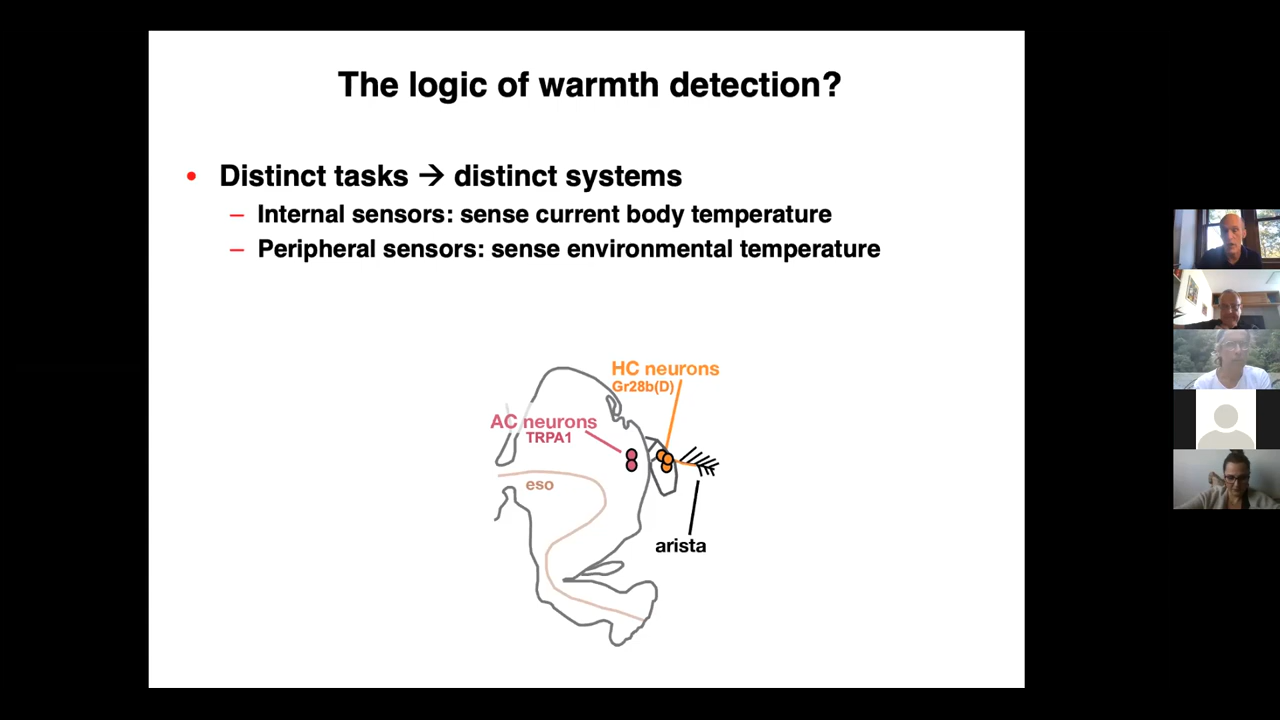 The logic of warmth detection?
• Distinct tasks → distinct systems
– Internal sensors: sense current body temperature
– Peripheral sensors: sense environmental temperature
HC neurons
Gr28b(D)
AC neurons
TRPA1
eso
arista